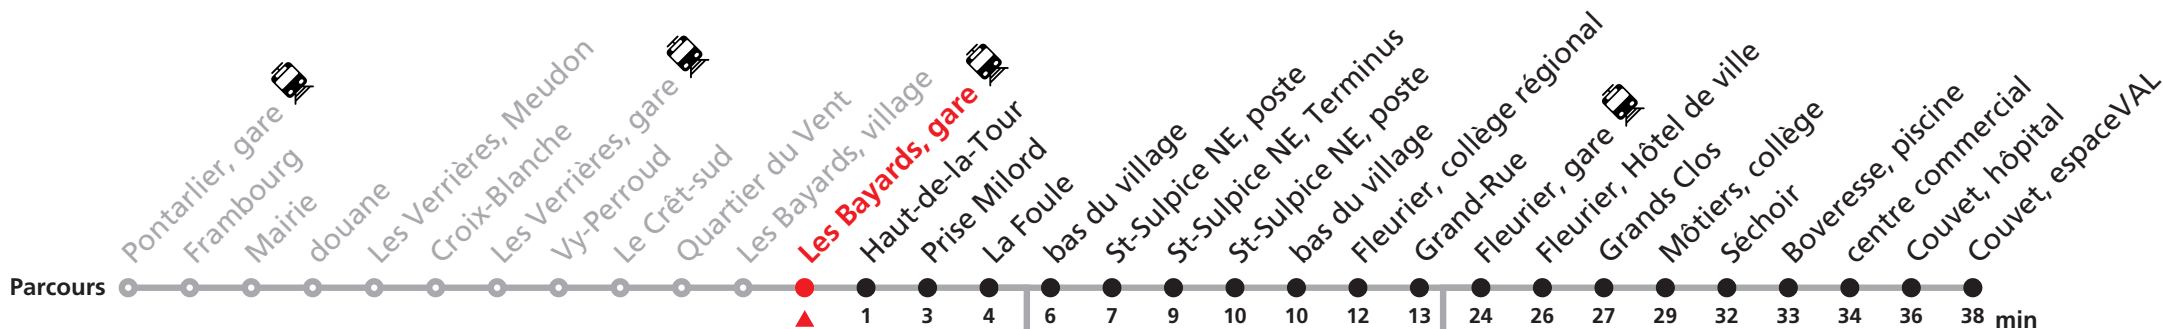 Pontarlier, gare
Frambourg
Mairie
douane
Les Verrières, Meudon
Croix-Blanche
Les Verrières, gare
Vy-Perroud
Le Crêt-sud
Quartier du Vent
Les Bayards, village
Les Bayards, gare
Haut-de-la-Tour
Prise Milord
La Foule
bas du village
St-Sulpice NE, poste
St-Sulpice NE, Terminus
St-Sulpice NE, poste
bas du village
Fleurier, collège régional
Grand-Rue
Fleurier, gare
Fleurier, Hôtel de ville
Grands Clos
Môtiers, collège
Séchoir
Boveresse, piscine
centre commercial
Couvet, hôpital
Couvet, espaceVAL
Parcours
1 3 4 6 7 9 10 10 12 13 24 26 27 29 32 33 34 36 38 min